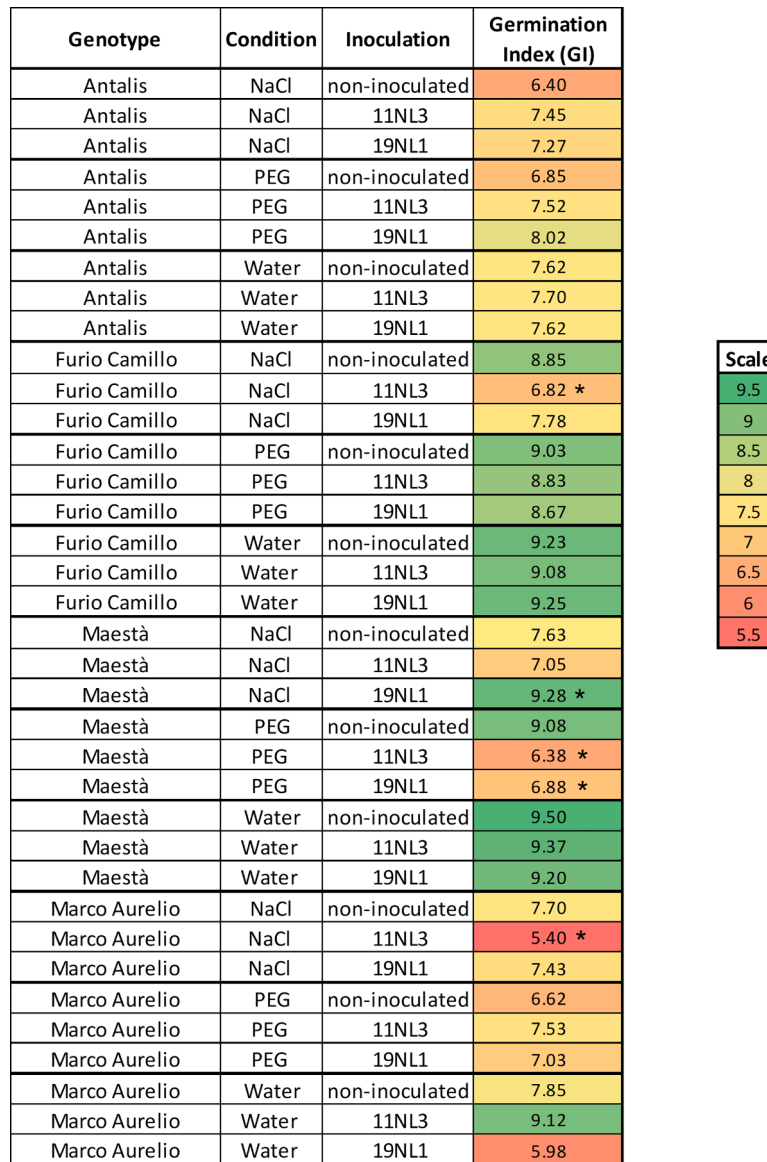 Genotype Condition Inoculation Germination Index (GI)
Antalis NaCl non-inoculated 6.40
Antalis NaCl 11NL3 7.45
Antalis NaCl 19NL1 7.27
Antalis PEG non-inoculated 6.85
Antalis PEG 11NL3 7.52
Antalis PEG 19NL1 8.02
Antalis Water non-inoculated 7.62
Antalis Water 11NL3 7.70
Antalis Water 19NL1 7.62
Furio Camillo NaCl non-inoculated 8.85
Furio Camillo NaCl 11NL3 6.82 *
Furio Camillo NaCl 19NL1 7.78
Furio Camillo PEG non-inoculated 9.03
Furio Camillo PEG 11NL3 8.83
Furio Camillo PEG 19NL1 8.67
Furio Camillo Water non-inoculated 9.23
Furio Camillo Water 11NL3 9.08
Furio Camillo Water 19NL1 9.25
Maestà NaCl non-inoculated 7.63
Maestà NaCl 11NL3 7.05
Maestà NaCl 19NL1 9.28 *
Maestà PEG non-inoculated 9.08
Maestà PEG 11NL3 6.38 *
Maestà PEG 19NL1 6.88 *
Maestà Water non-inoculated 9.50
Maestà Water 11NL3 9.37
Maestà Water 19NL1 9.20
Marco Aurelio NaCl non-inoculated 7.70
Marco Aurelio NaCl 11NL3 5.40 *
Marco Aurelio NaCl 19NL1 7.43
Marco Aurelio PEG non-inoculated 6.62
Marco Aurelio PEG 11NL3 7.53
Marco Aurelio PEG 19NL1 7.03
Marco Aurelio Water non-inoculated 7.85
Marco Aurelio Water 11NL3 9.12
Marco Aurelio Water 19NL1 5.98
Scale
9.5
9
8.5
8
7.5
7
6.5
6
5.5